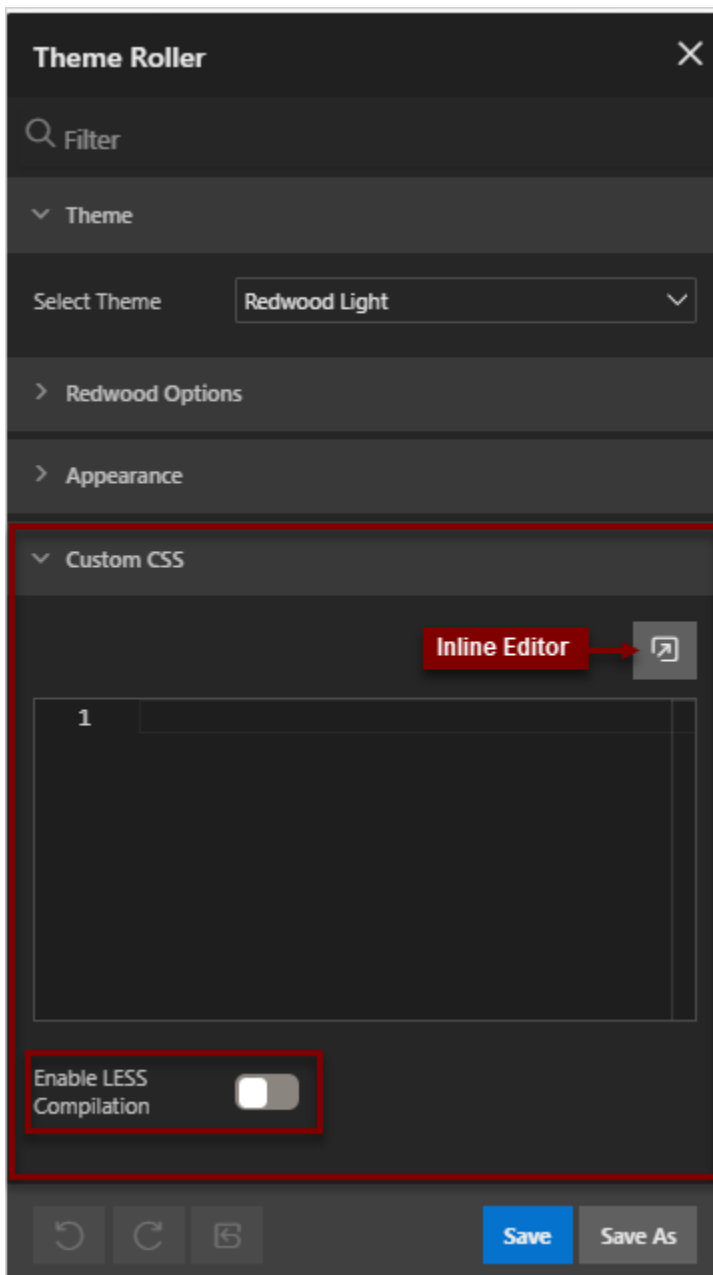 Theme Roller
Filter
Theme
Select Theme
Redwood Light
Redwood Options
Appearance
Custom CSS
Inline Editor
1
Enable LESS
Compilation
Save
Save As